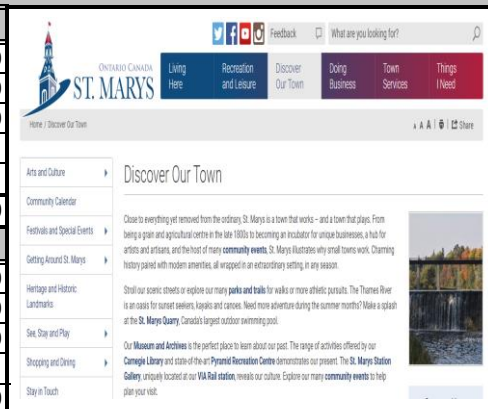 Feedback
What are you looking for?
ONTARIO CANADA
ST. MARYS
Living Here
Recreation and Leisure
Discover Our Town
Doing Business
Town Services
Things I Need
Home / Discover Our Town
A A A | | Share
Arts and Culture
Community Calendar
Festivals and Special Events
Getting Around St. Marys
Heritage and Historic
Landmarks
See, Stay and Play
Shopping and Dining
Stay in Touch
Discover Our Town
Close to everything yet removed from the ordinary, St. Marys is a town that works – and a town that plays. From
being a grain and agricultural centre in the late 1800s to becoming an incubator for unique businesses, a hub for
artists and artisans, and the host of many community events, St. Marys illustrates why small towns work. Charming
history paired with modern amenities, all wrapped in an extraordinary setting, in any season.
Stroll our scenic streets or explore our many parks and trails for walks or more athletic pursuits. The Thames River
is an oasis for sunset seekers, kayaks and canoes. Need more adventure during the summer months? Make a splash
at the St. Marys Quarry, Canada's largest outdoor swimming pool.
Our Museum and Archives is the perfect place to learn about our past. The range of activities offered by our
Carnegie Library and state-of-the-art Pyramid Recreation Centre demonstrates our present. The St. Marys Station
Gallery, uniquely located at our VIA Rail station, reveals our culture. Explore our many community events to help
plan your visit.